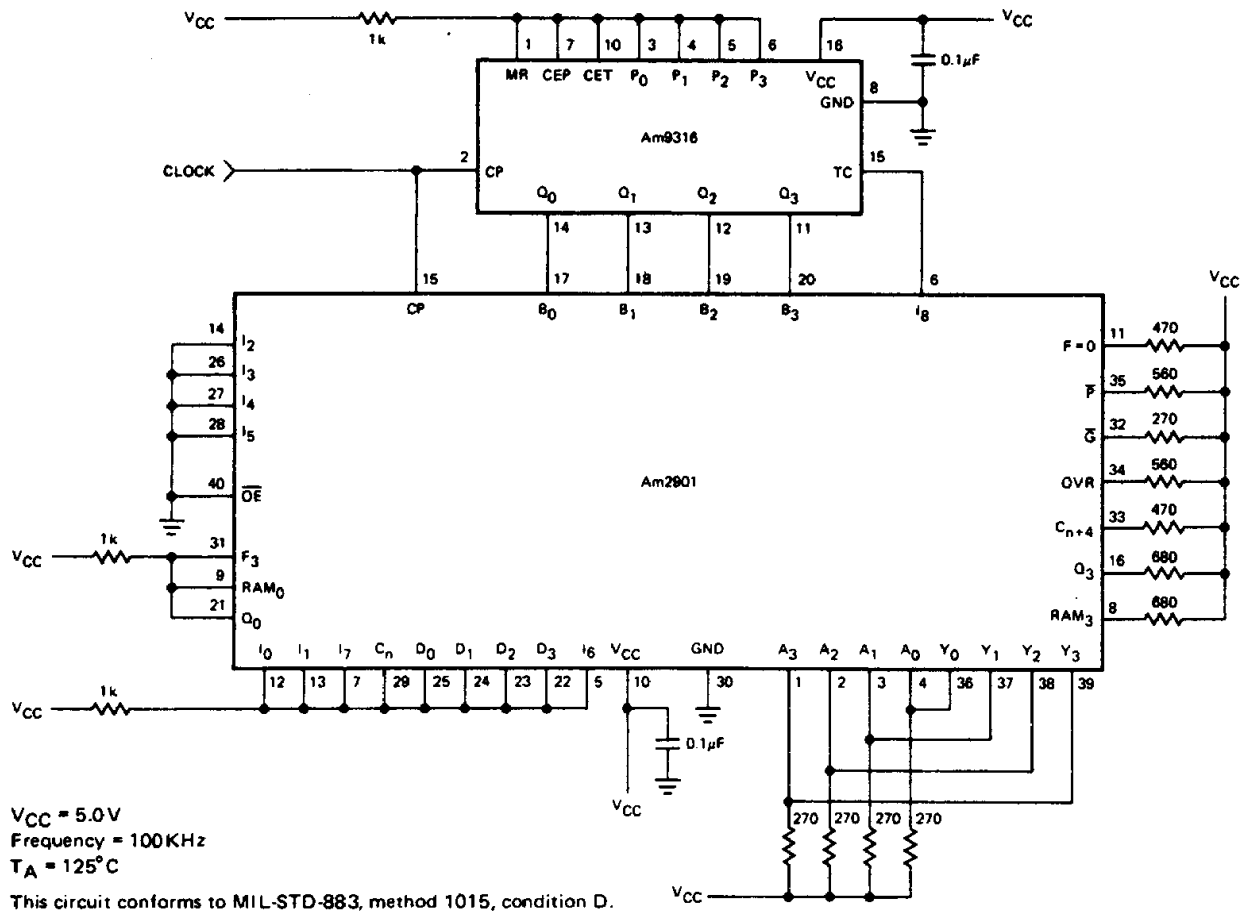 VCC 1k VCC
1 7 10 3 4 5 6 16 0.1µF
MR CEP CET P0 P1 P2 P3 VCC
GND 8
Am9316
CLOCK 2 CP TC 15
Q0 Q1 Q2 Q3
14 13 12 11
15 17 18 19 20 6
CP B0 B1 B2 B3 I8
VCC
14 I2 F=0 11 470
26 I3 P̅ 35 560
27 I4 G̅ 32 270
28 I5 OVR 34 560
40 O̅E̅ Am2901 Cn+4 33 470
VCC 1k 31 F3 Q3 16 680
9 RAM0 RAM3 8 680
21 Q0
I0 I1 I7 Cn D0 D1 D2 D3 I6 VCC GND A3 A2 A1 A0 Y0 Y1 Y2 Y3
12 13 7 29 25 24 23 22 5 10 30 1 2 3 4 36 37 38 39
VCC 1k
0.1µF
VCC
270 270 270 270
VCC
VCC = 5.0V
Frequency = 100KHz
TA = 125°C
This circuit conforms to MIL-STD-883, method 1015, condition D.